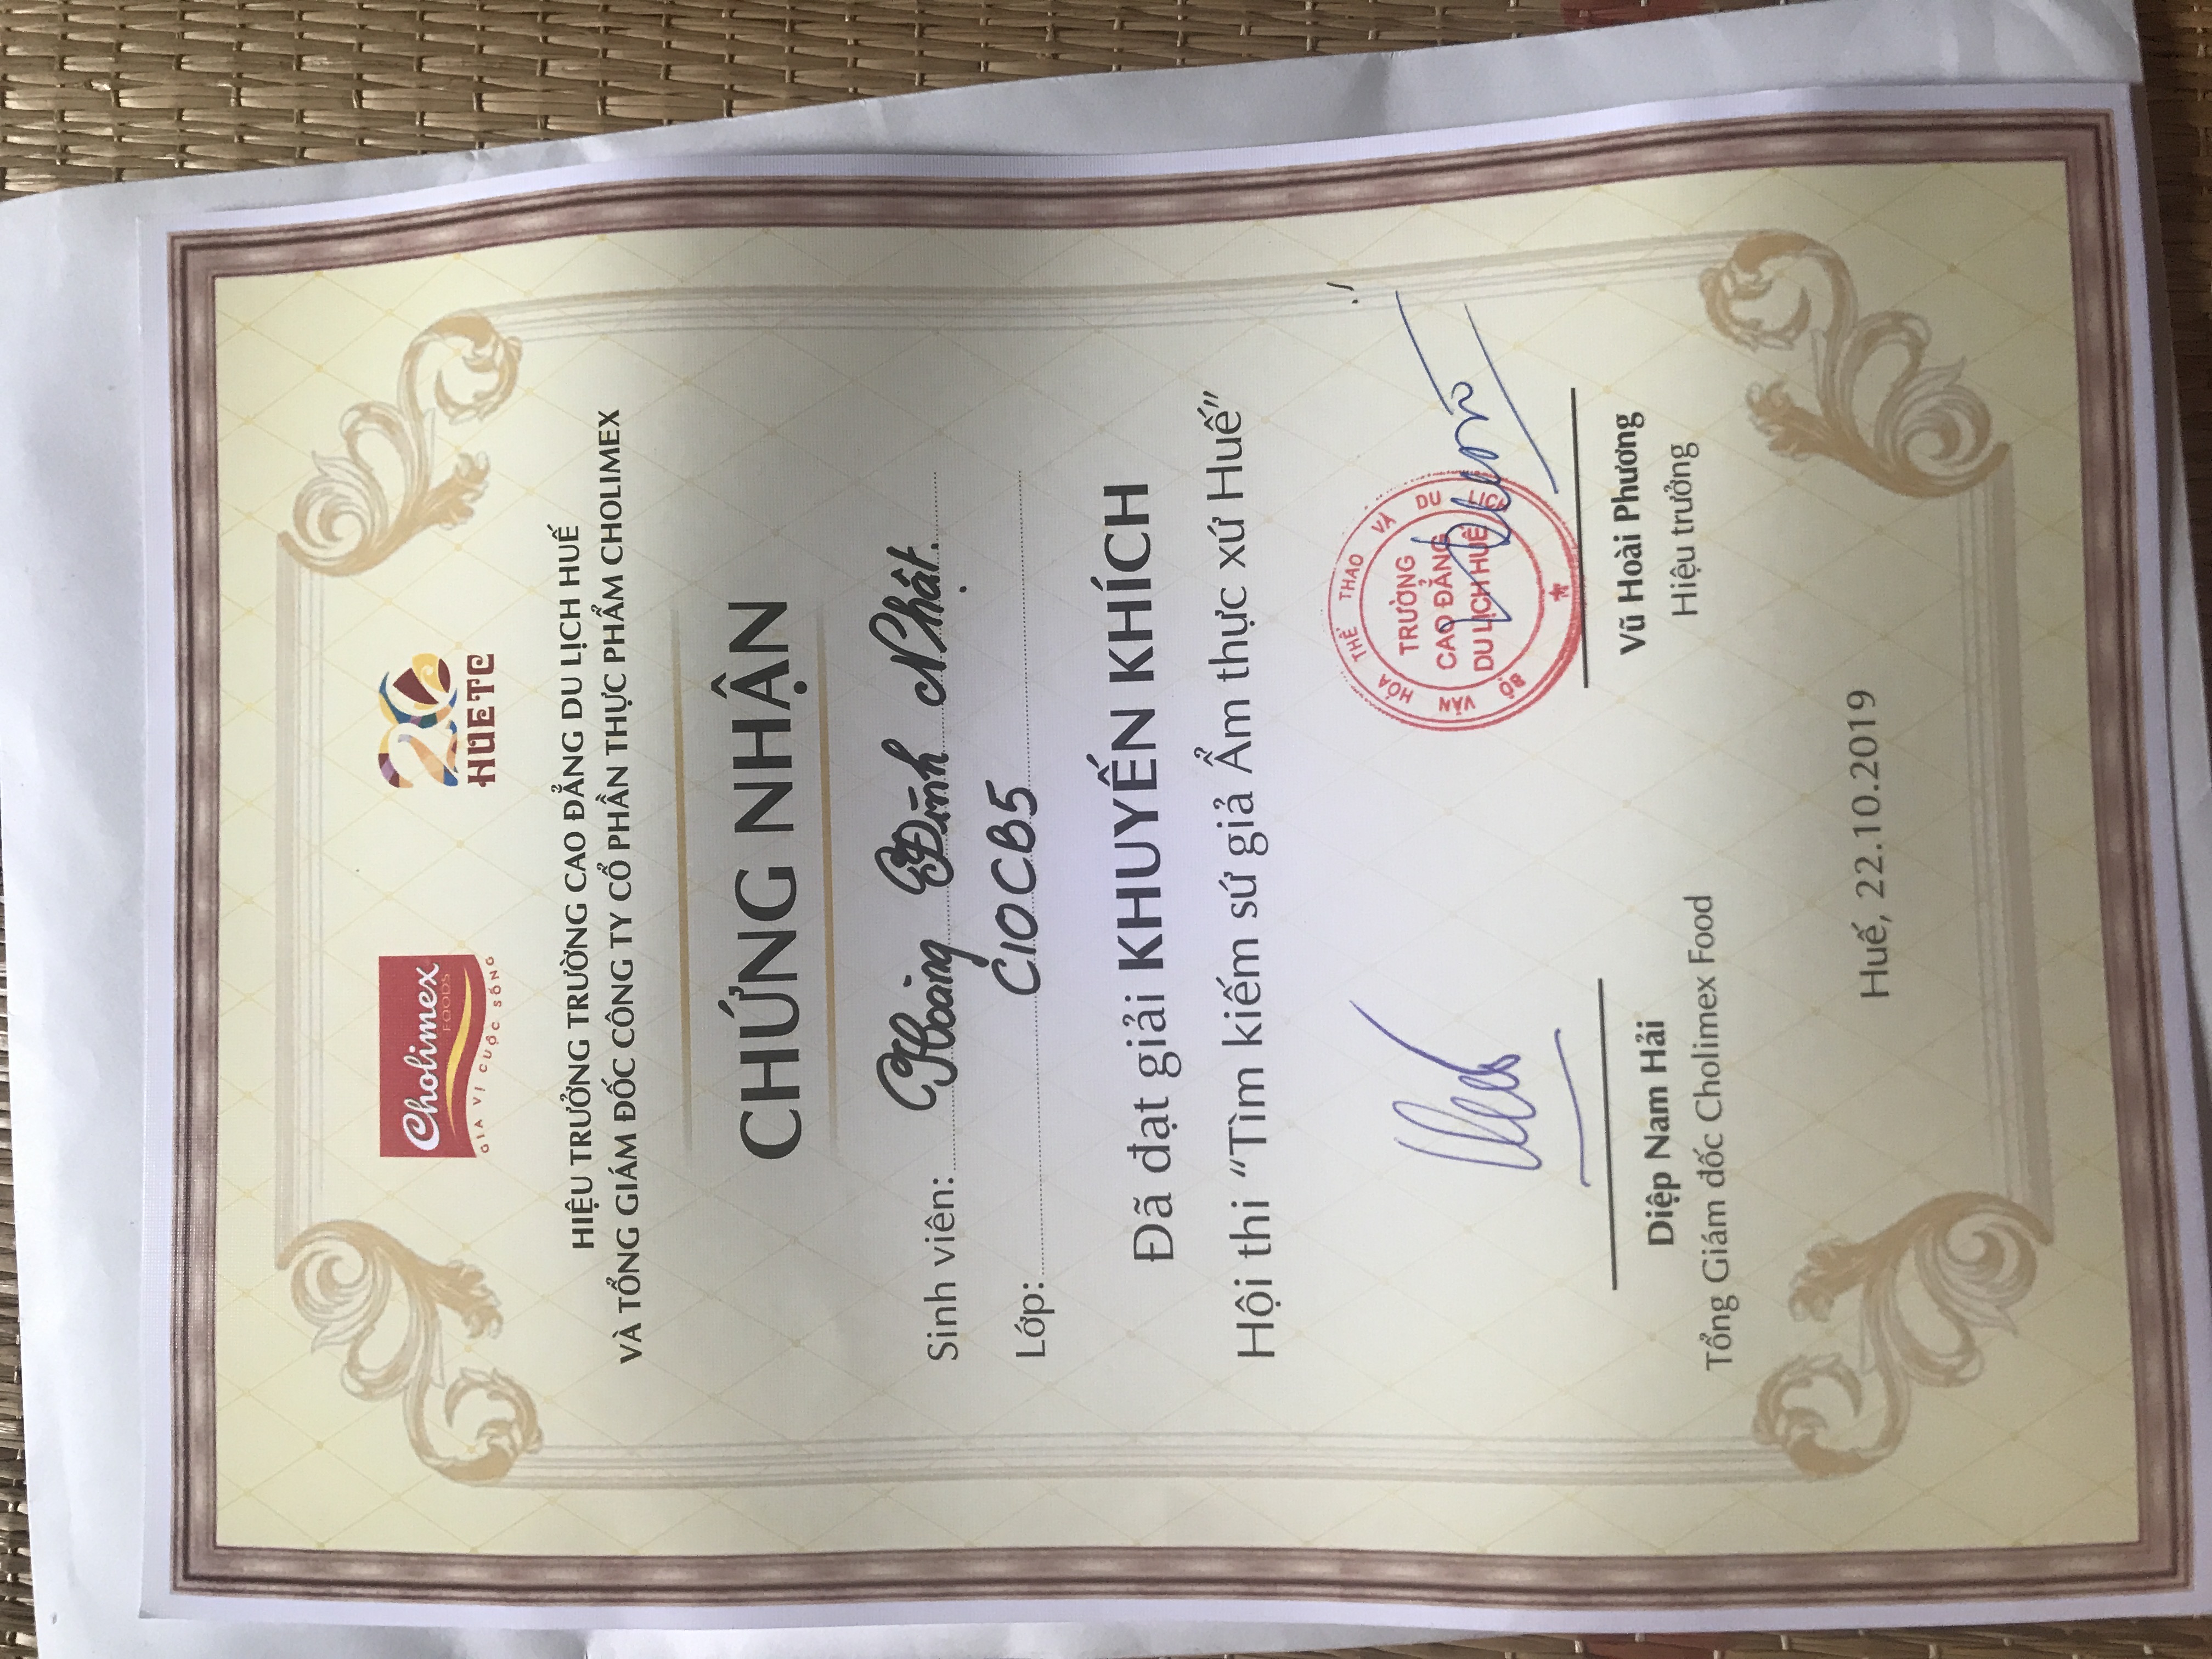 Cholimex
FOODS
GIA VỊ CUỘC SỐNG
20
HUETC
HIỆU TRƯỞNG TRƯỜNG CAO ĐẲNG DU LỊCH HUẾ
VÀ TỔNG GIÁM ĐỐC CÔNG TY CỔ PHẦN THỰC PHẨM CHOLIMEX
CHỨNG NHẬN
Sinh viên: Hoàng Đình Nhật.
Lớp: C10CB5
Đã đạt giải KHUYẾN KHÍCH
Hội thi “Tìm kiếm sứ giả Ẩm thực xứ Huế”
BỘ VĂN HÓA THỂ THAO VÀ DU LỊCH
TRƯỜNG
CAO ĐẲNG
DU LỊCH HUẾ
Diệp Nam Hải
Tổng Giám đốc Cholimex Food
Vũ Hoài Phương
Hiệu trưởng
Huế, 22.10.2019